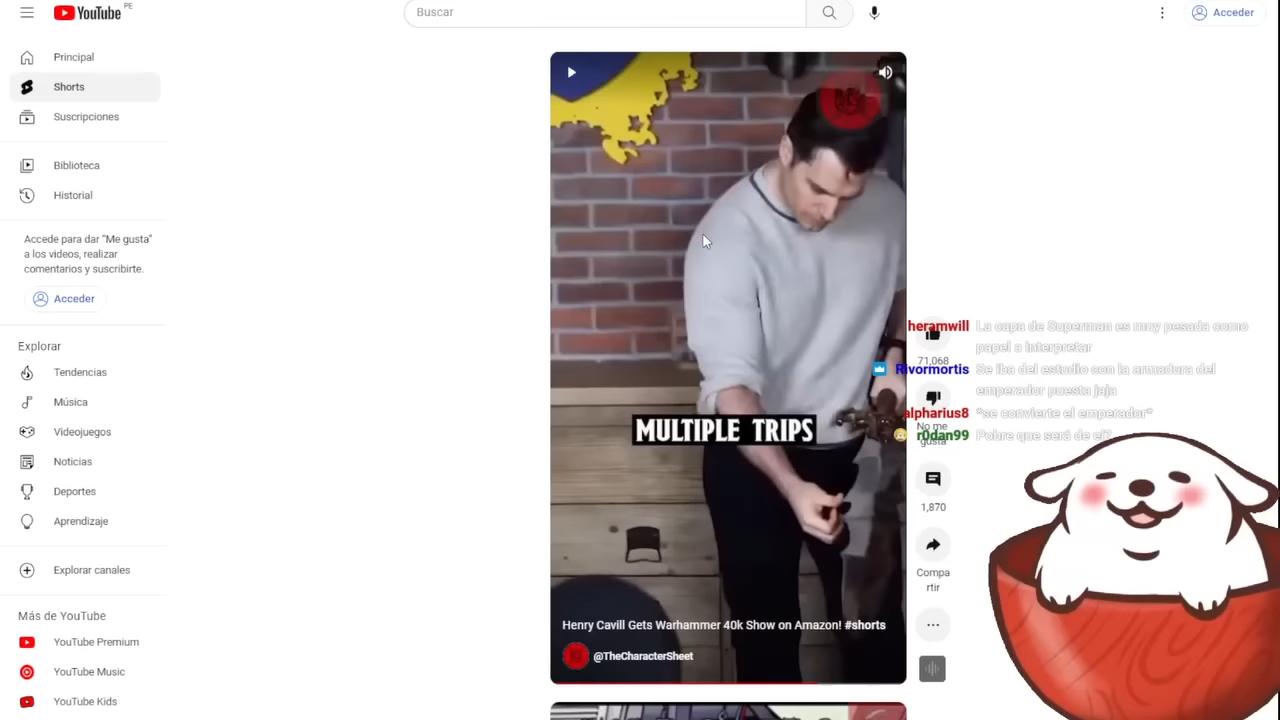 YouTube PE
Buscar
Acceder
Principal
Shorts
Suscripciones
Biblioteca
Historial
Accede para dar "Me gusta"
a los videos, realizar
comentarios y suscribirte.
Acceder
Explorar
Tendencias
Música
Videojuegos
Noticias
Deportes
Aprendizaje
Explorar canales
Más de YouTube
YouTube Premium
YouTube Music
YouTube Kids
MULTIPLE TRIPS
Henry Cavill Gets Warhammer 40k Show on Amazon! #shorts
@TheCharacterSheet
71,068
No me
gusta
1,870
Compa
rtir
heramwill La capa de Superman es muy pesada como
papel a interpretar
Rivormortis Se iba del estudio con la armadura del
emperador puesta jaja
alpharius8 *se convierte el emperador*
r0dan99 Pobre que será de el?